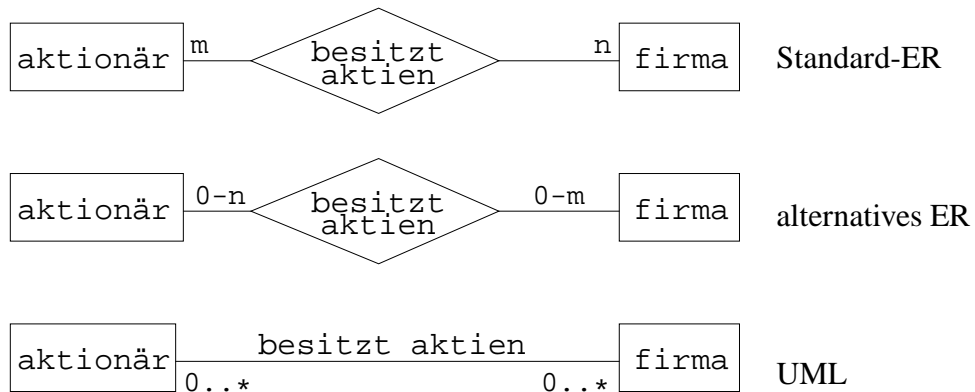 aktionär m besitzt aktien n firma Standard-ER
aktionär 0-n besitzt aktien 0-m firma alternatives ER
aktionär besitzt aktien firma UML
0..* 0..*